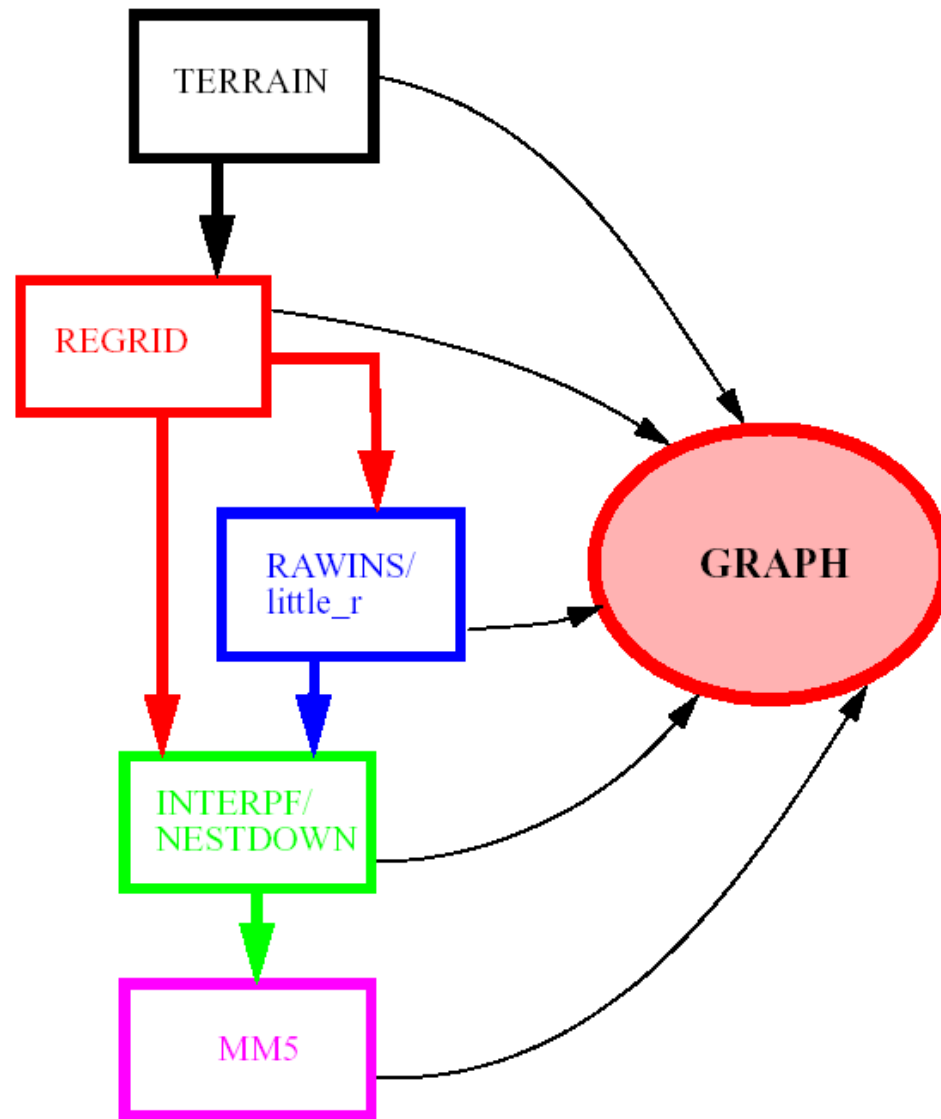 TERRAIN
REGRID
RAWINS/
little_r
GRAPH
INTERPF/
NESTDOWN
MM5